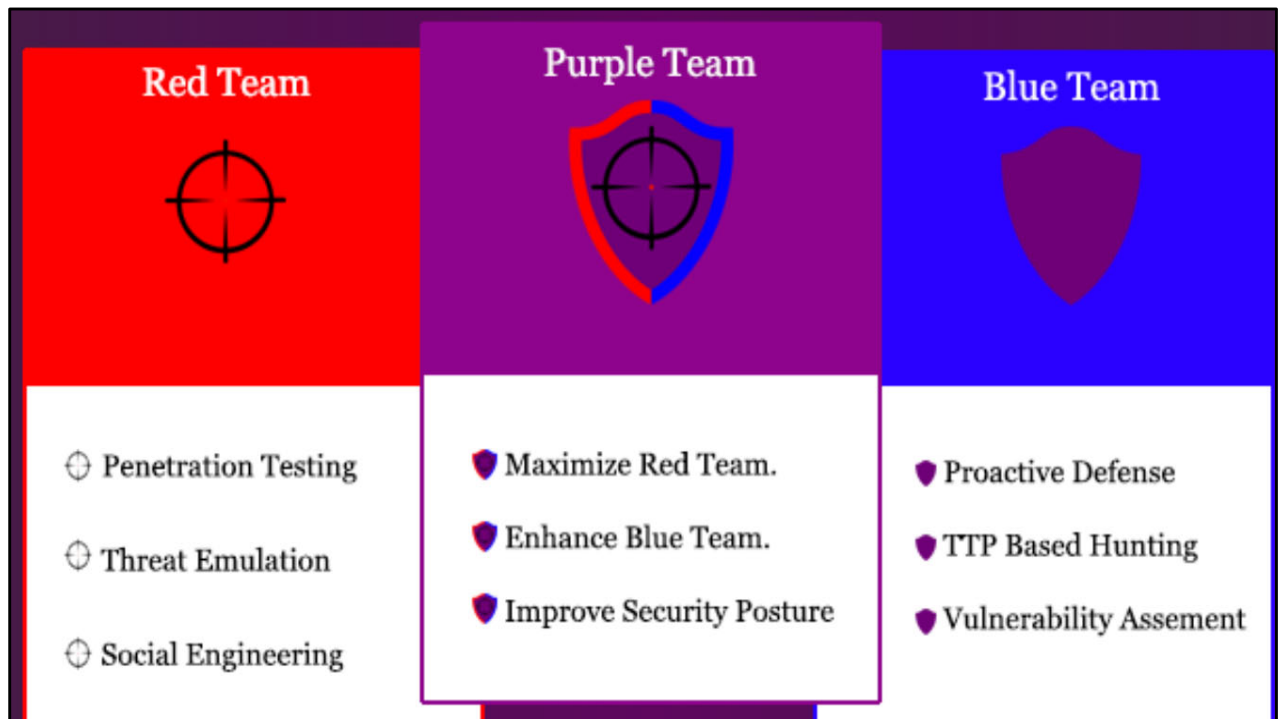 Red Team
Penetration Testing
Threat Emulation
Social Engineering
Purple Team
Maximize Red Team.
Enhance Blue Team.
Improve Security Posture
Blue Team
Proactive Defense
TTP Based Hunting
Vulnerability Assement